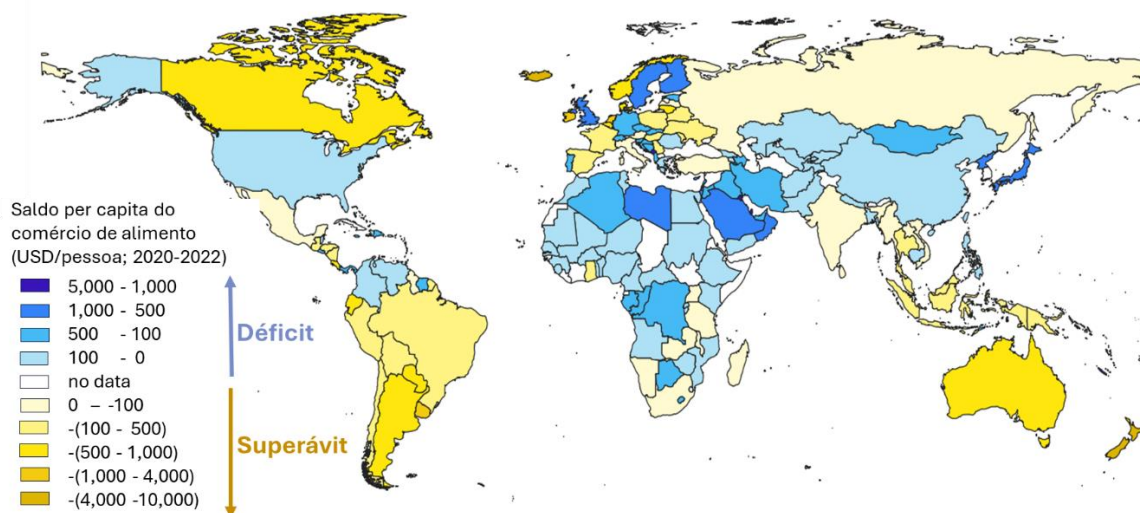 Saldo per capita do
comércio de alimento
(USD/pessoa; 2020-2022)
5,000 - 1,000
1,000 - 500
500 - 100
100 - 0
no data
0 – -100
-(100 - 500)
-(500 - 1,000)
-(1,000 - 4,000)
-(4,000 -10,000)
Déficit
Superávit